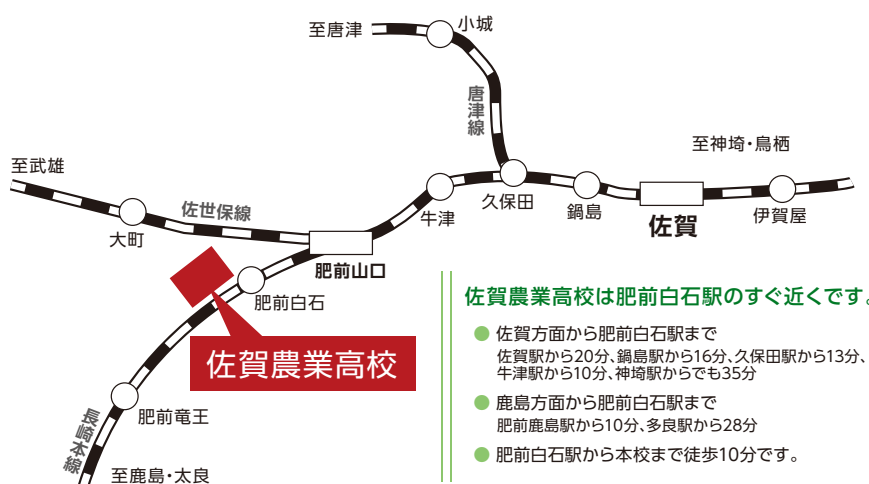 至唐津
小城
唐津線
至神埼・鳥栖
至武雄
佐世保線
大町
牛津
久保田
鍋島
佐賀
伊賀屋
肥前山口
肥前白石
佐賀農業高校
肥前竜王
長崎本線
至鹿島・太良
佐賀農業高校は肥前白石駅のすぐ近くです。
佐賀方面から肥前白石駅まで
佐賀駅から20分、鍋島駅から16分、久保田駅から13分、
牛津駅から10分、神埼駅からでも35分
鹿島方面から肥前白石駅まで
肥前鹿島駅から10分、多良駅から28分
肥前白石駅から本校まで徒歩10分です。